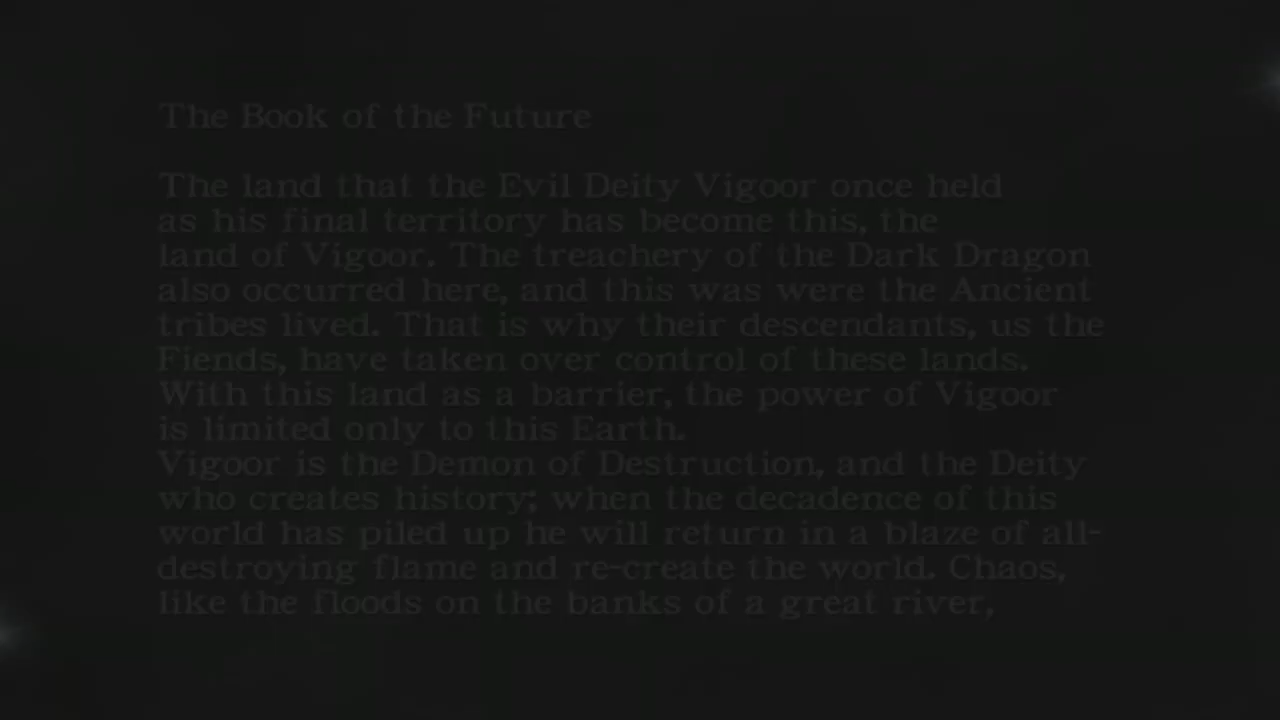 The Book of the Future
The land that the Evil Deity Vigoor once held
as his final territory has become this, the
land of Vigoor. The treachery of the Dark Dragon
also occurred here, and this was were the Ancient
tribes lived. That is why their descendants, us the
Fiends, have taken over control of these lands.
With this land as a barrier, the power of Vigoor
is limited only to this Earth.
Vigoor is the Demon of Destruction, and the Deity
who creates history; when the decadence of this
world has piled up he will return in a blaze of all-
destroying flame and re-create the world. Chaos,
like the floods on the banks of a great river,